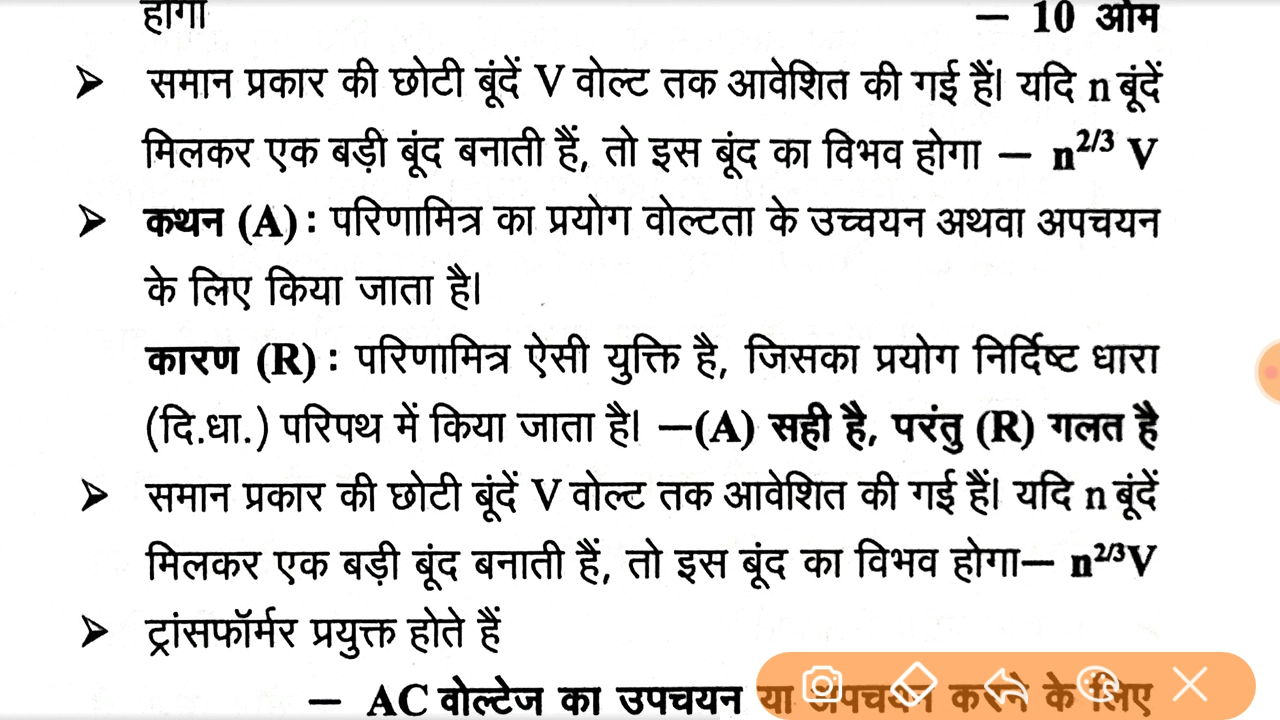 होगा — 10 ओम
➢ समान प्रकार की छोटी बूंदें V वोल्ट तक आवेशित की गई हैं। यदि n बूंदें
मिलकर एक बड़ी बूंद बनाती हैं, तो इस बूंद का विभव होगा — n^2/3 V
➢ कथन (A) : परिणामित्र का प्रयोग वोल्टता के उच्चयन अथवा अपचयन
के लिए किया जाता है।
कारण (R) : परिणामित्र ऐसी युक्ति है, जिसका प्रयोग निर्दिष्ट धारा
(दि.धा.) परिपथ में किया जाता है। —(A) सही है, परंतु (R) गलत है
➢ समान प्रकार की छोटी बूंदें V वोल्ट तक आवेशित की गई हैं। यदि n बूंदें
मिलकर एक बड़ी बूंद बनाती हैं, तो इस बूंद का विभव होगा— n^2/3V
➢ ट्रांसफॉर्मर प्रयुक्त होते हैं
— AC वोल्टेज का उपचयन या अपचयन करने के लिए